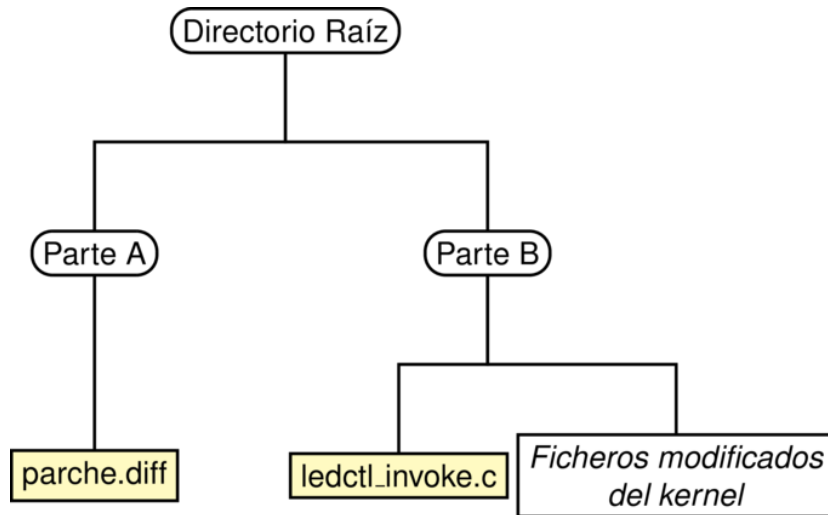 Directorio Raíz
Parte A
Parte B
parche.diff
ledctl_invoke.c
Ficheros modificados
del kernel